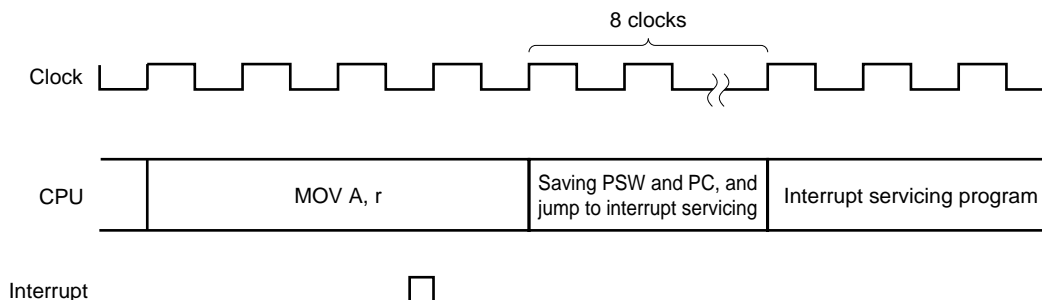 8 clocks
Clock
CPU
MOV A, r
Saving PSW and PC, and
jump to interrupt servicing
Interrupt servicing program
Interrupt